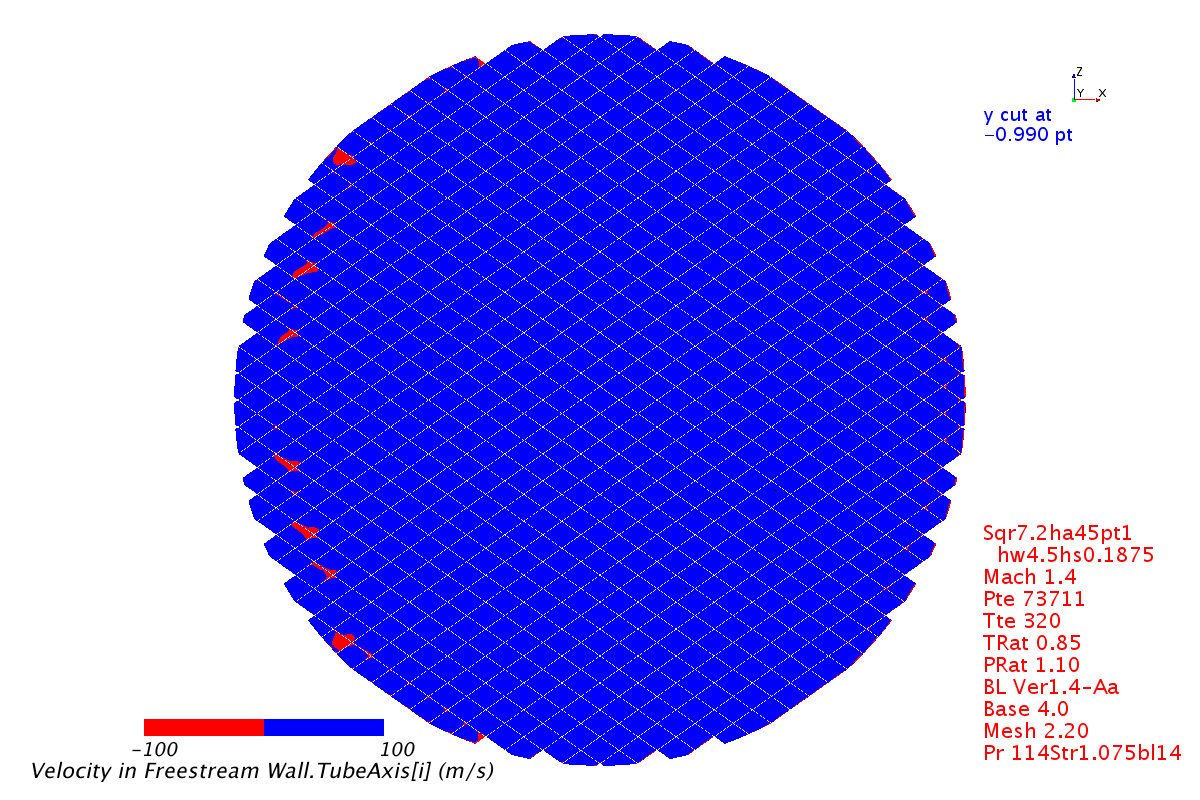 Z
Y X
y cut at
−0.990 pt
Sqr7.2ha45pt1
hw4.5hs0.1875
Mach 1.4
Pte 73711
Tte 320
TRat 0.85
PRat 1.10
BL Ver1.4−Aa
Base 4.0
Mesh 2.20
Pr 114Str1.075bl14
−100 100
Velocity in Freestream Wall.TubeAxis[i] (m/s)